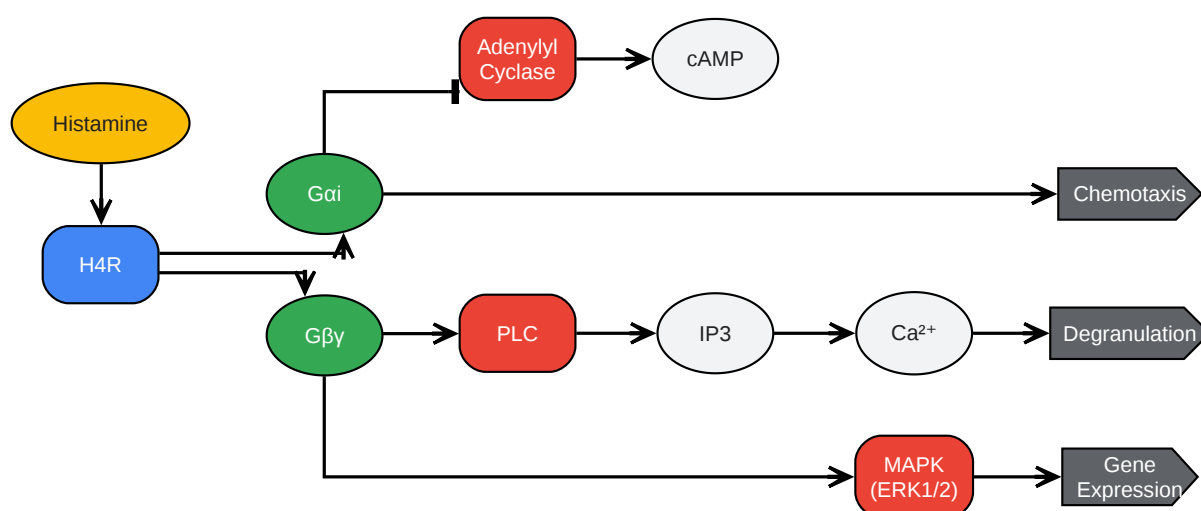 Adenylyl
Cyclase
cAMP
Histamine
Gαi
Chemotaxis
H4R
Gβγ
PLC
IP3
Ca²⁺
Degranulation
MAPK
(ERK1/2)
Gene
Expression